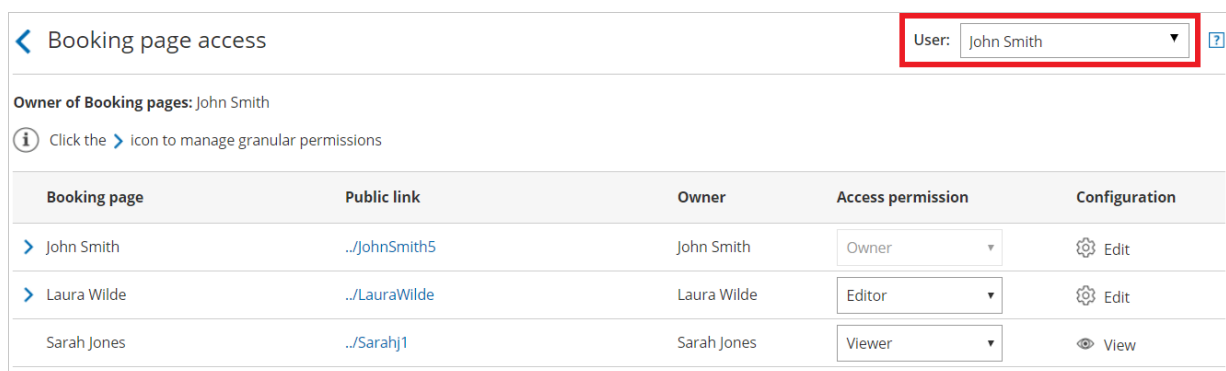 Booking page access
User: John Smith ?
Owner of Booking pages: John Smith
i Click the > icon to manage granular permissions
Booking page Public link Owner Access permission Configuration
John Smith ../JohnSmith5 John Smith Owner Edit
Laura Wilde ../LauraWilde Laura Wilde Editor Edit
Sarah Jones ../Sarahj1 Sarah Jones Viewer View